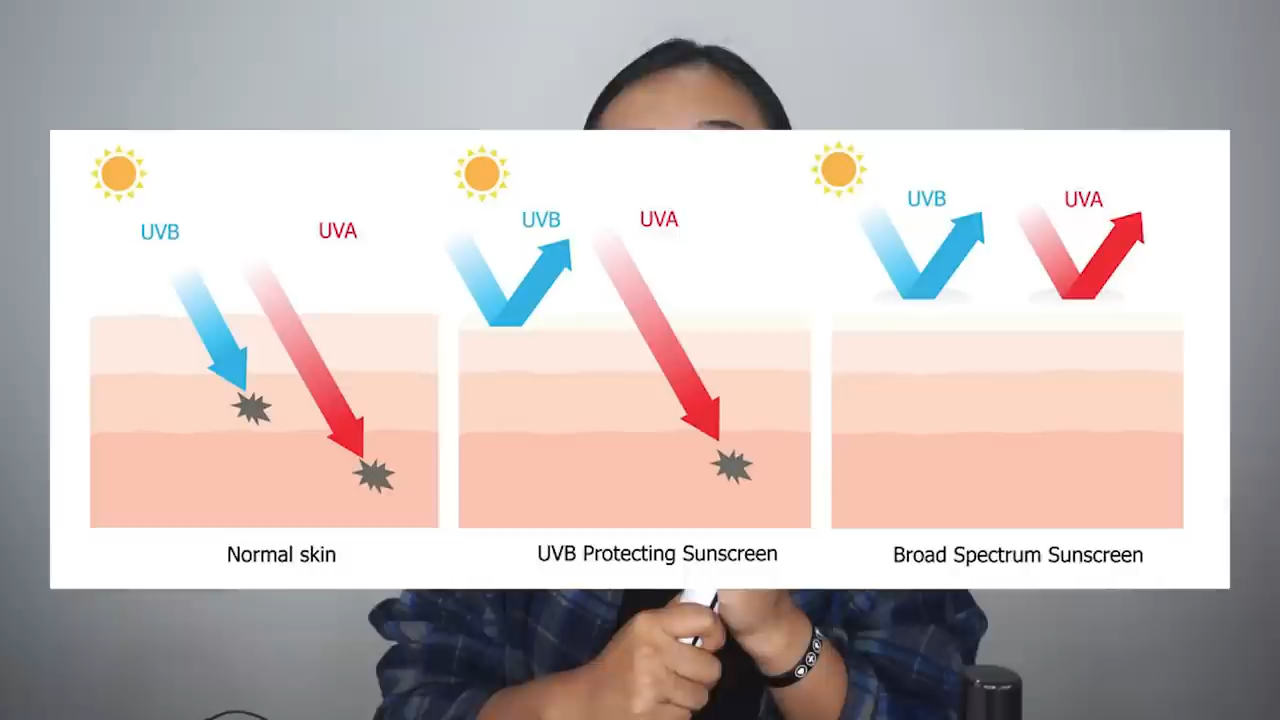 UVB
UVA
UVB
UVA
UVB
UVA
Normal skin
UVB Protecting Sunscreen
Broad Spectrum Sunscreen